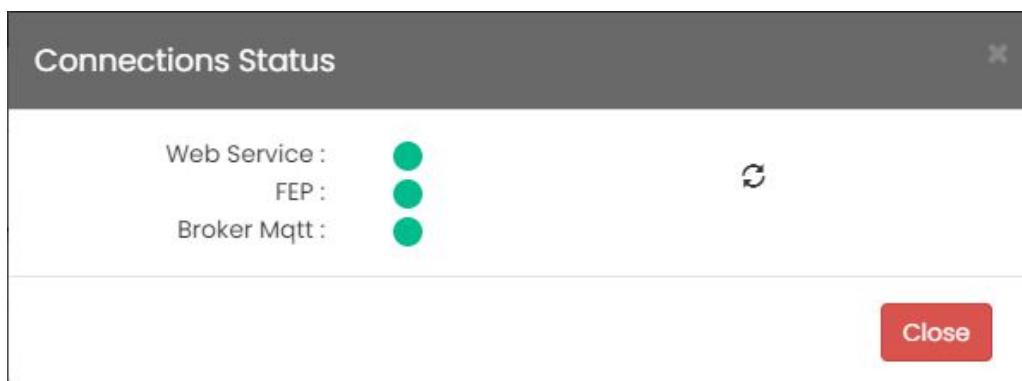 Connections Status
Web Service :
FEP :
Broker Mqtt :
Close